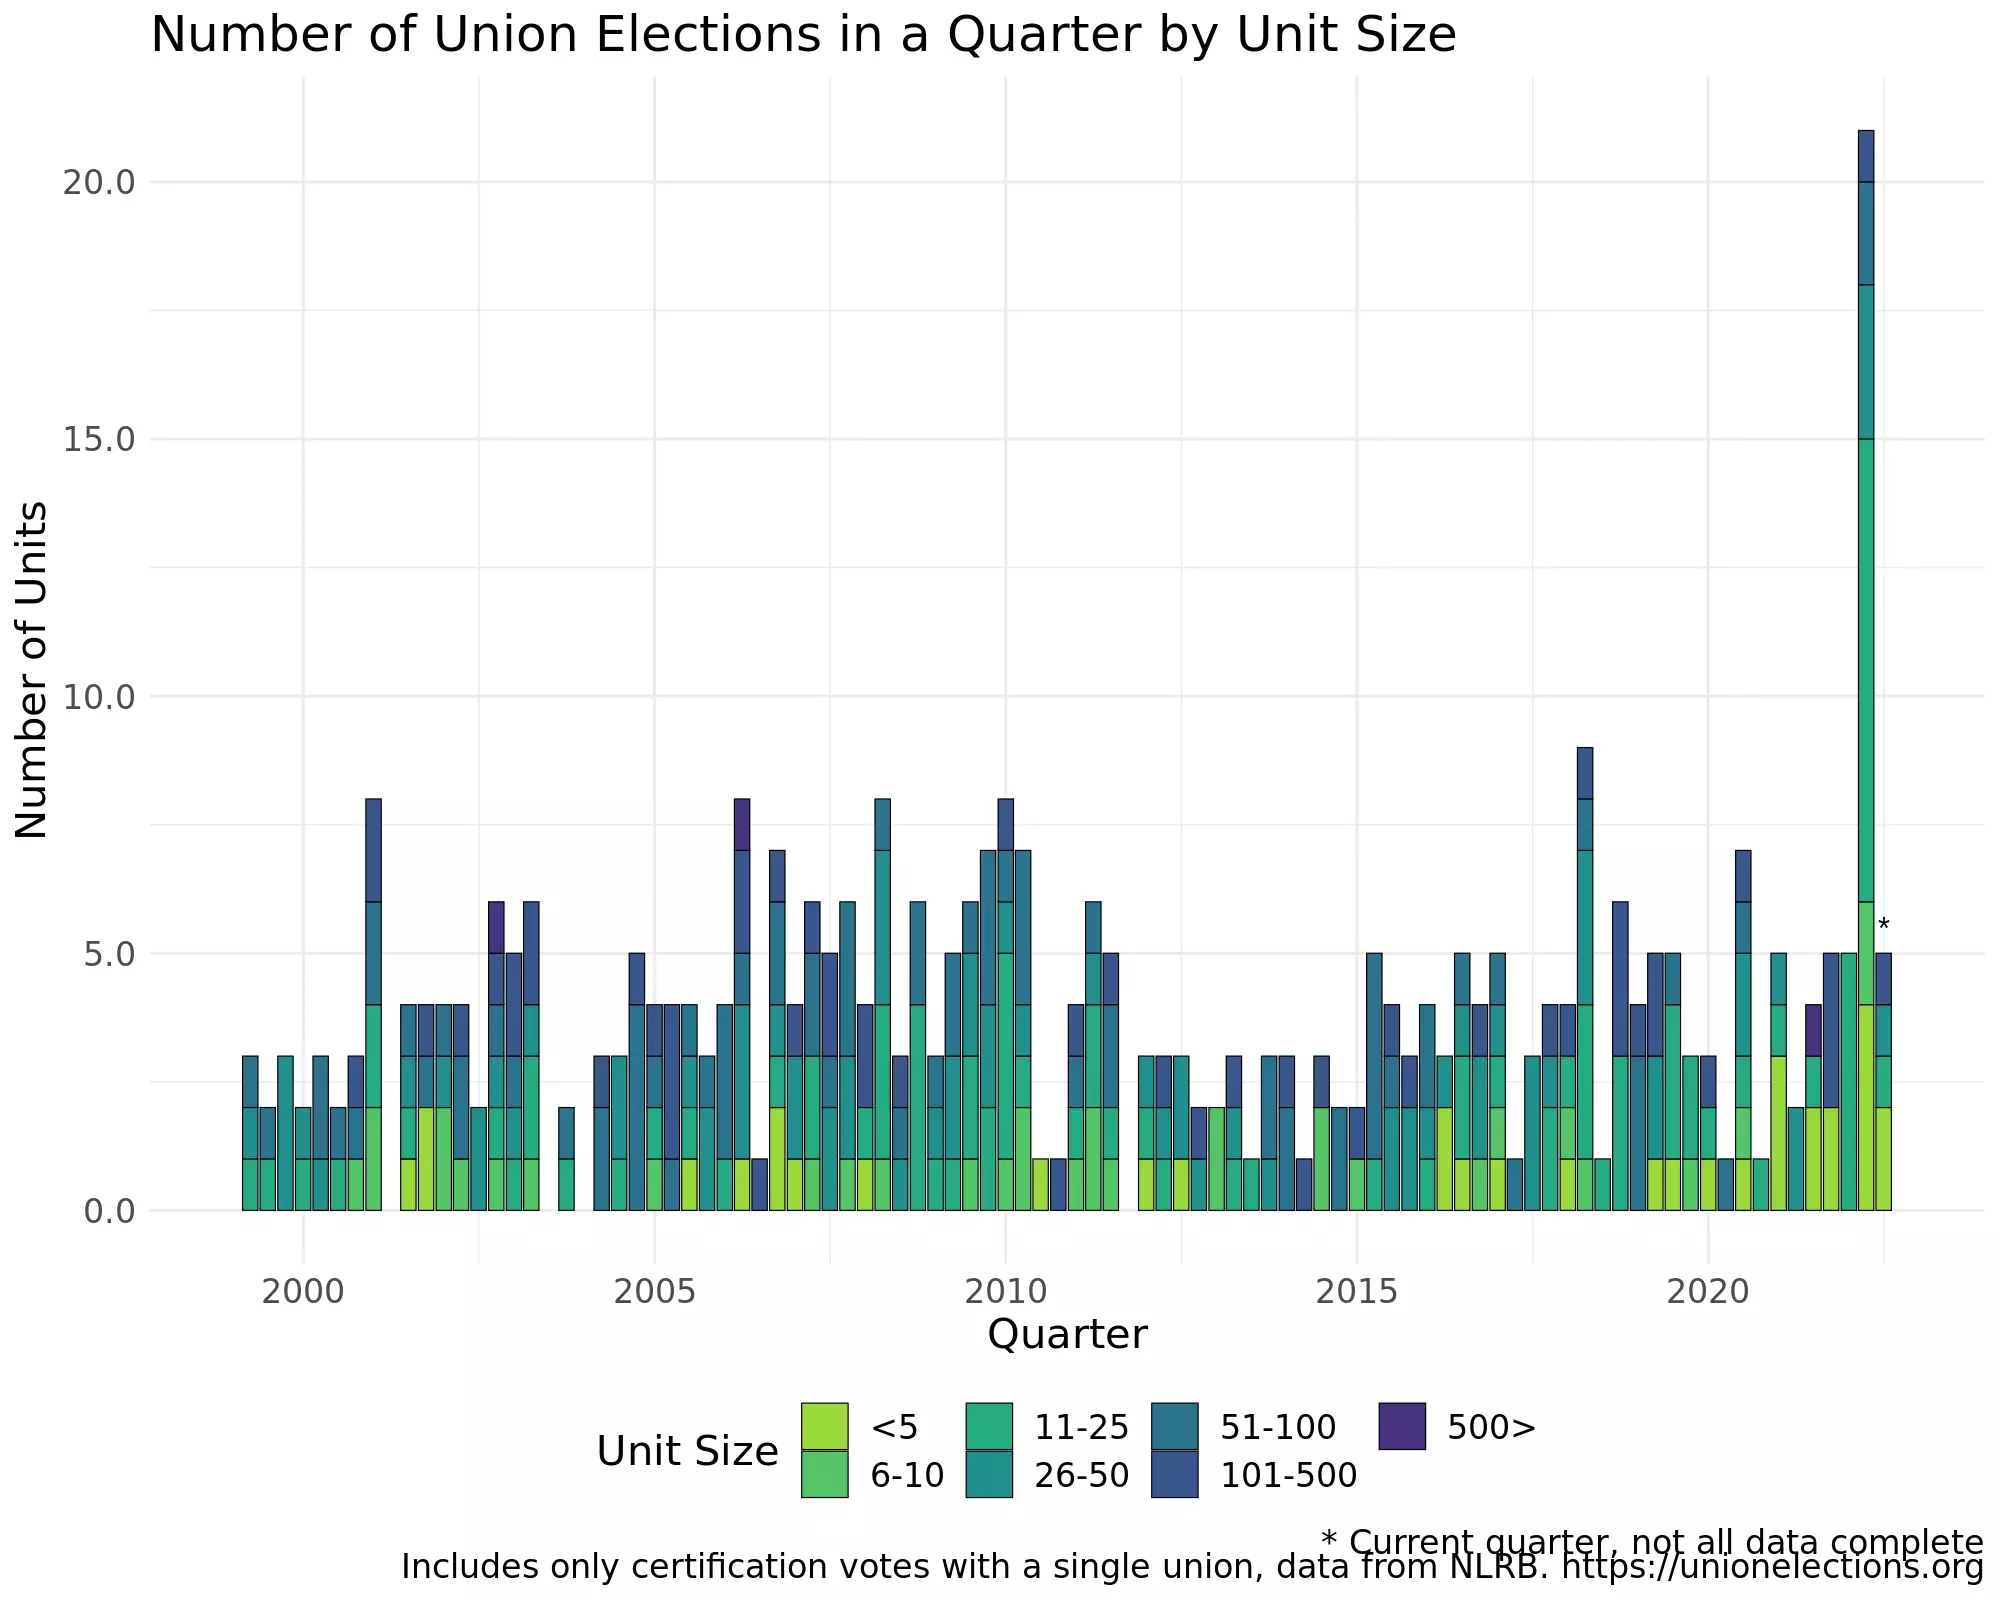 Number of Union Elections in a Quarter by Unit Size
Number of Units
20.0
15.0
10.0
5.0
0.0
*
2000 2005 2010 2015 2020
Quarter
Unit Size
<5 11-25 51-100 500>
6-10 26-50 101-500
* Current quarter, not all data complete
Includes only certification votes with a single union, data from NLRB. https://unionelections.org